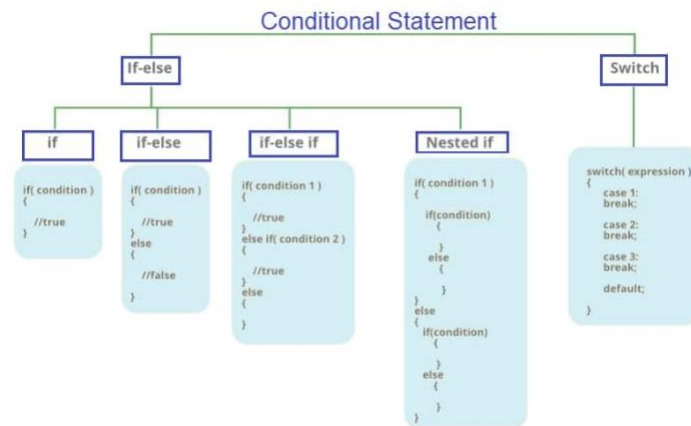 Conditional Statement
If-else
Switch
if
if( condition )
{
//true
}
if-else
if( condition )
{
//true
}
else
{
//false
}
if-else if
if( condition 1 )
{
//true
}
else if( condition 2 )
{
//true
}
else
{
}
Nested if
if( condition 1 )
{
if(condition)
{
}
else
{
}
}
else
{
if(condition)
{
}
else
{
}
}
switch( expression )
{
case 1:
break;
case 2:
break;
case 3:
break;
default;
}